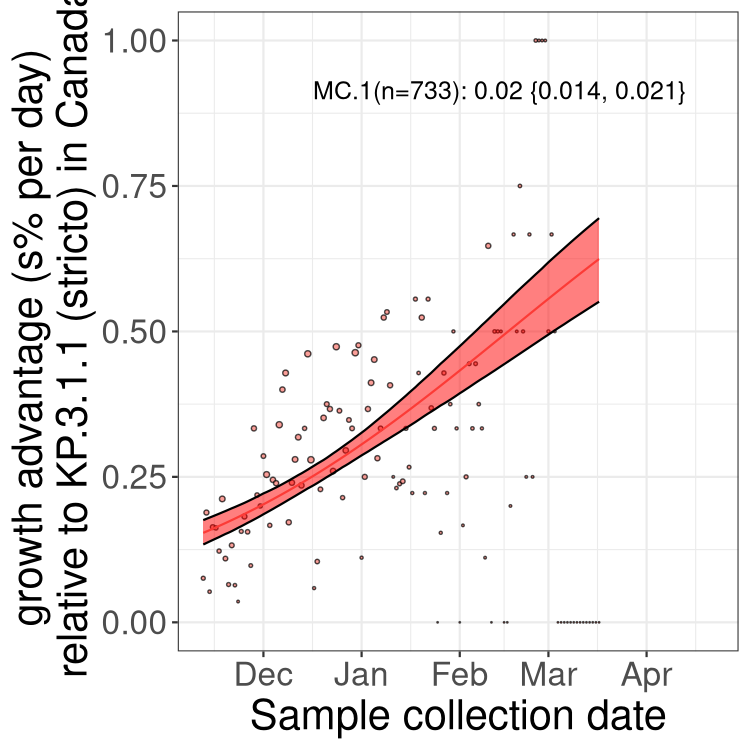 growth advantage (s% per day)
relative to KP.3.1.1 (stricto) in Canada
1.00
0.75
0.50
0.25
0.00
MC.1(n=733): 0.02 {0.014, 0.021}
Dec Jan Feb Mar Apr
Sample collection date